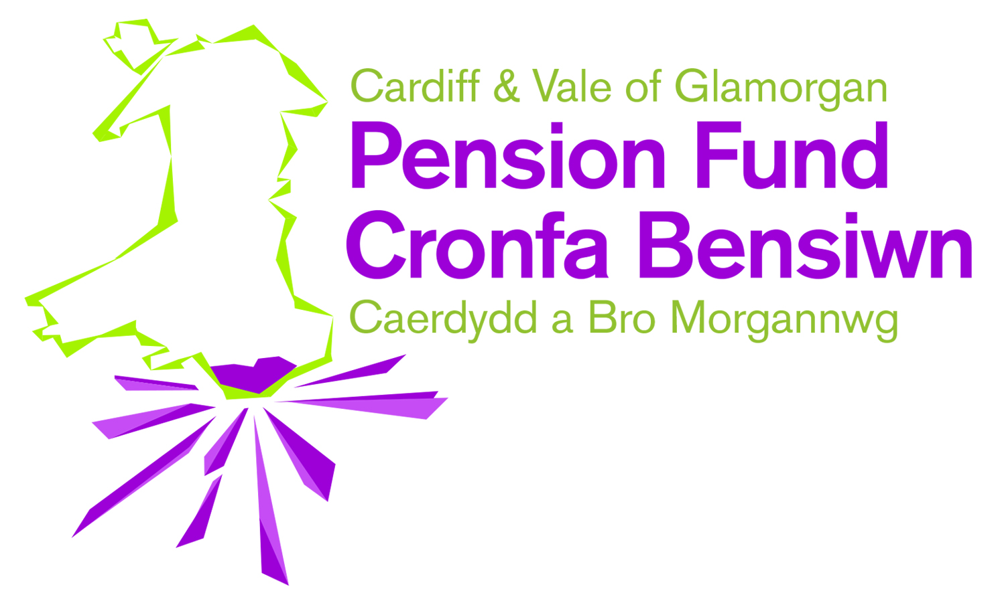 Cardiff & Vale of Glamorgan
Pension Fund
Cronfa Bensiwn
Caerdydd a Bro Morgannwg